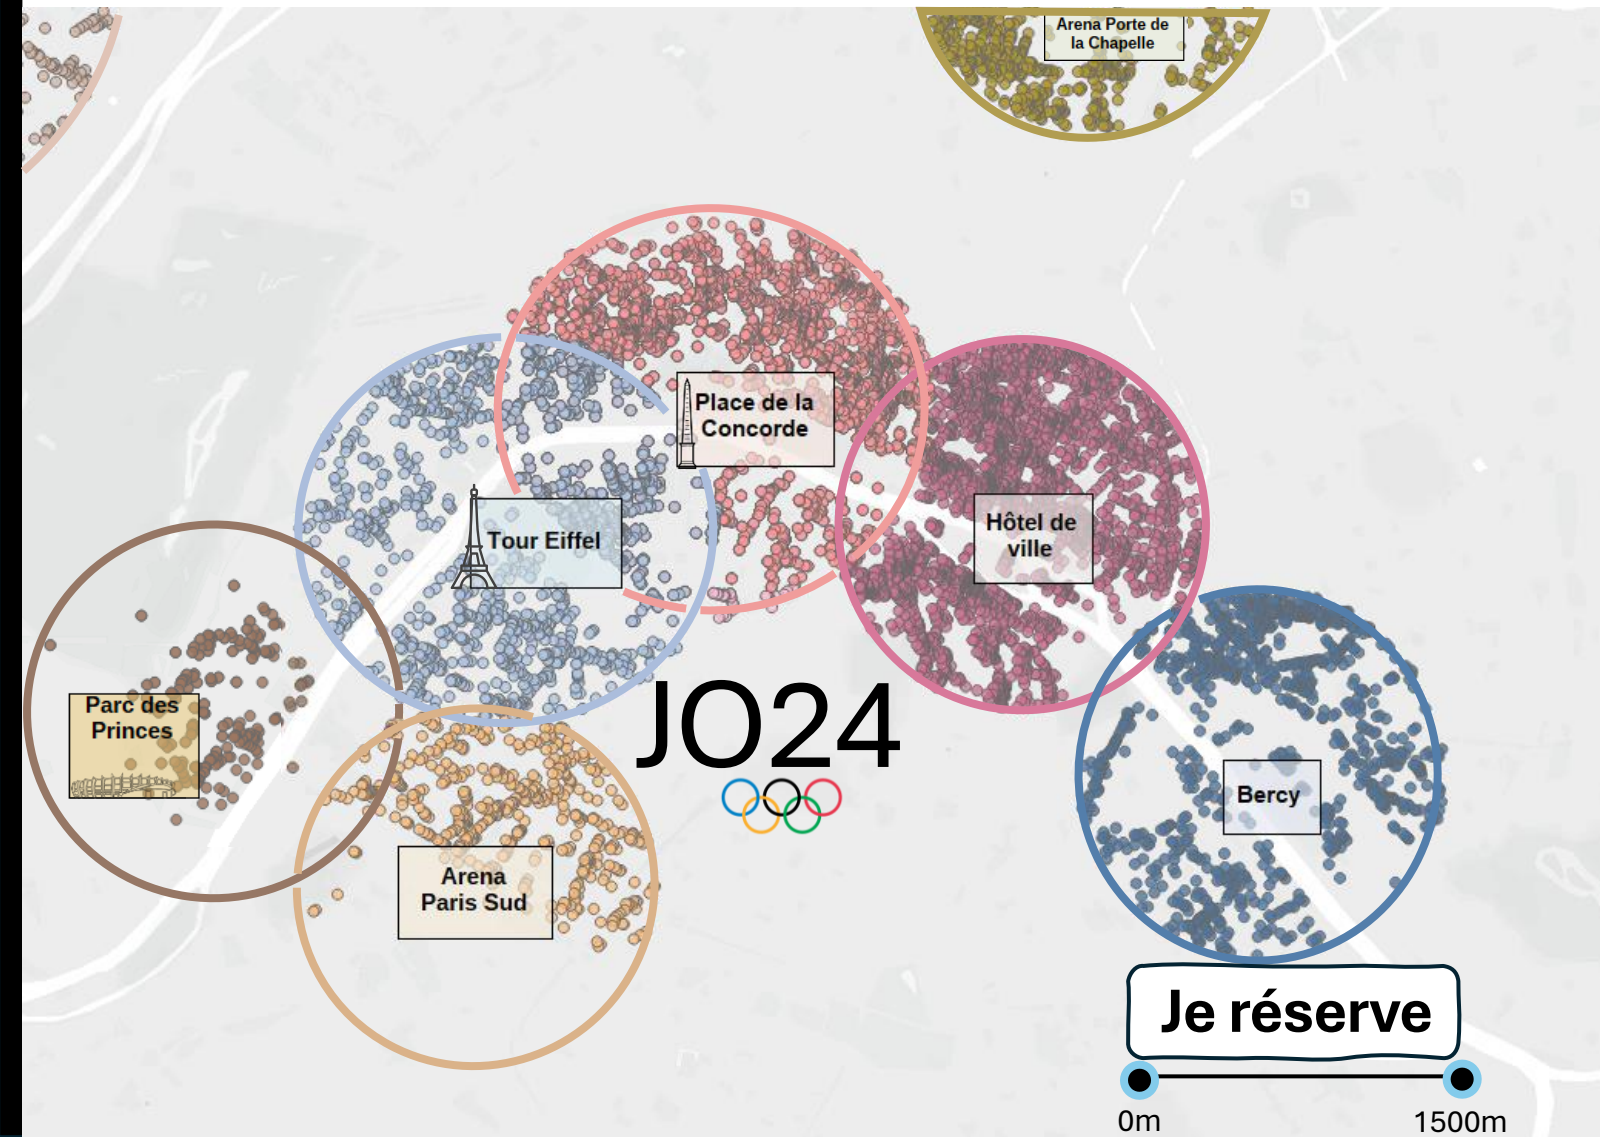 Arena Porte de
la Chapelle
Place de la
Concorde
Tour Eiffel
Hôtel de
ville
Parc des
Princes
JO24
Bercy
Arena
Paris Sud
Je réserve
0m
1500m